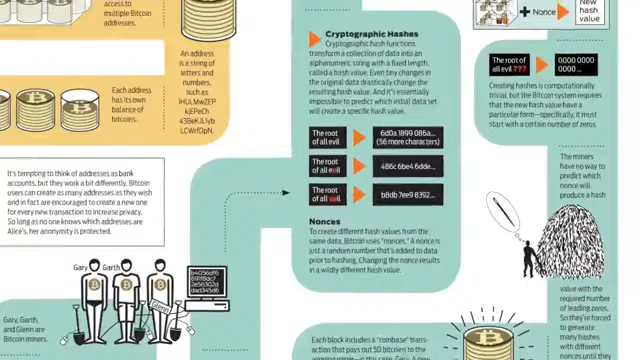 access to
multiple Bitcoin
addresses.
An address
is a string of
letters and
numbers,
such as
Each address
has its own
balance of
bitcoins.
It's tempting to think of addresses as bank
accounts, but they work a bit differently. Bitcoin
users can create as many addresses as they wish
and in fact are encouraged to create a new one
for every new transaction to increase privacy.
So long as no one knows which addresses are
Alice's, her anonymity is protected.
Gary
Garth
Glenn
Gary, Garth,
and Glenn are
Bitcoin miners.
Cryptographic Hashes
Cryptographic hash functions
transform a collection of data into an
alphanumeric string with a fixed length,
called a hash value. Even tiny changes in
the original data drastically change the
resulting hash value. And it's essentially
impossible to predict which initial data set
will create a specific hash value.
The root
of all evil
6d0a 1899 086a...
(56 more characters)
The root
of all evil
486c 6be4 6dde...
The root
b8db 7ee9 8392...
Nonces
To create different hash values from
the same data, Bitcoin uses "nonces." A nonce is
just a random number that's added to data
prior to hashing. Changing the nonce results
in a wildly different hash value.
Each block includes a "coinbase" trans-
action that pays out 50 bitcoins to the
+ Nonce
New
hash
value
The root of
all evil ???
0000 0000
0000 ...
Creating hashes is computationally
trivial, but the Bitcoin system requires
that the new hash value have a
particular form—specifically, it must
start with a certain number of zeros.
The miners
have no way to
predict which
nonce will
produce a hash
value with the
required number
of leading zeros.
So they're forced
to generate
many hashes
with different
nonces until they